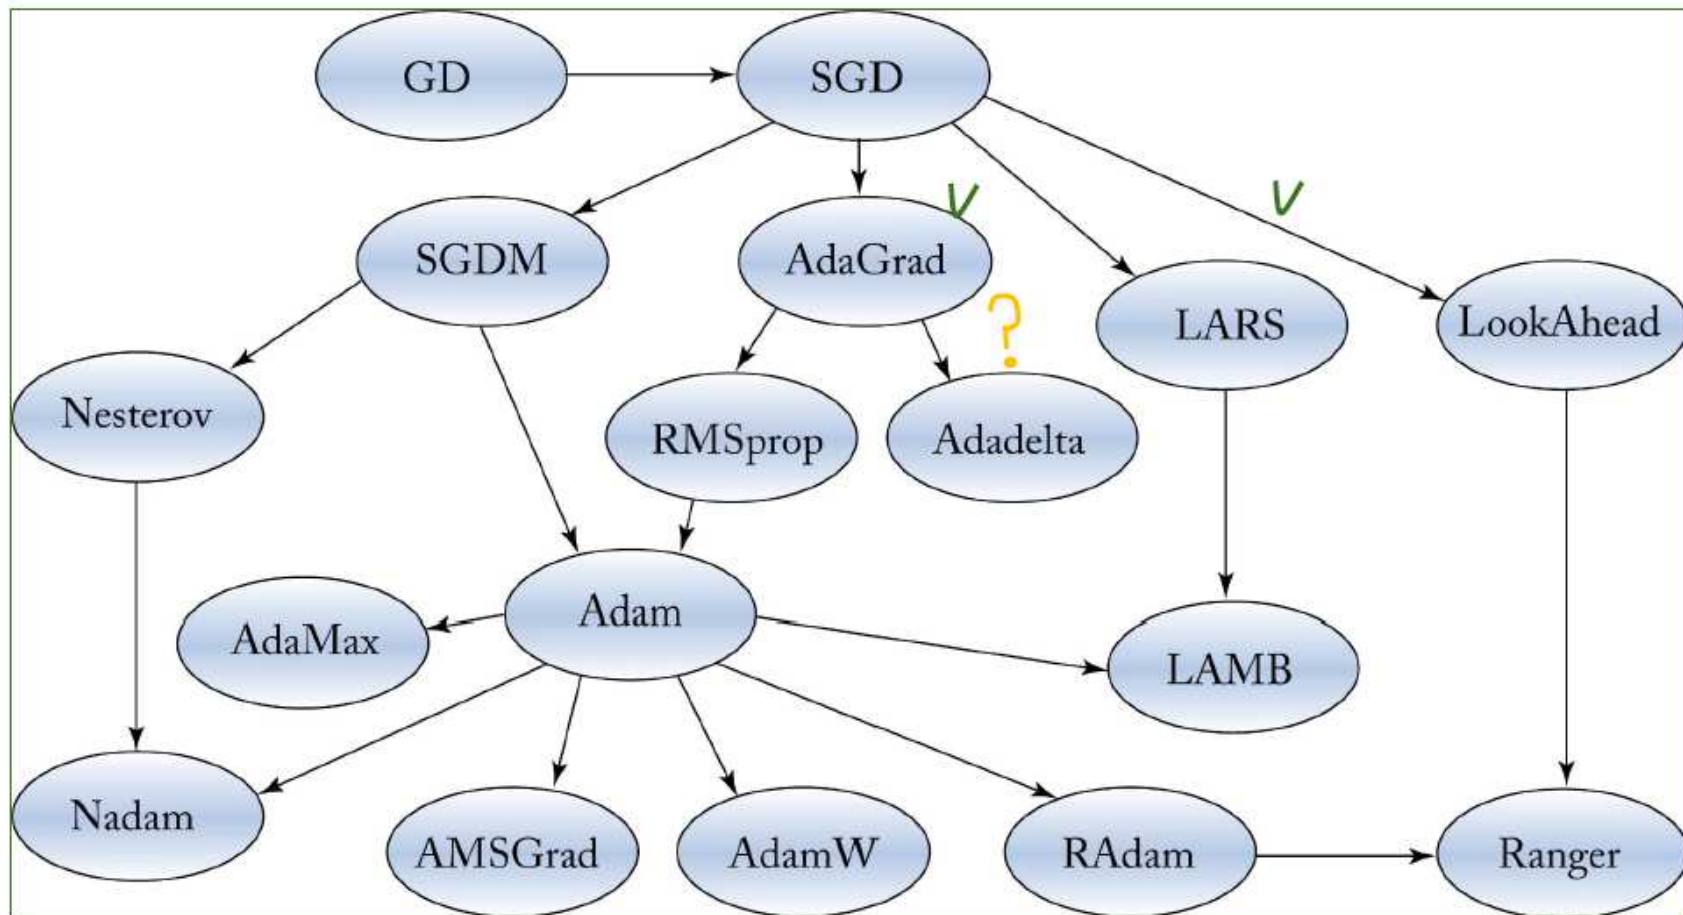 GD
SGD
V
V
SGDM
AdaGrad
?
LARS
LookAhead
Nesterov
RMSprop
Adadelta
Adam
AdaMax
LAMB
Nadam
AMSGrad
AdamW
RAdam
Ranger